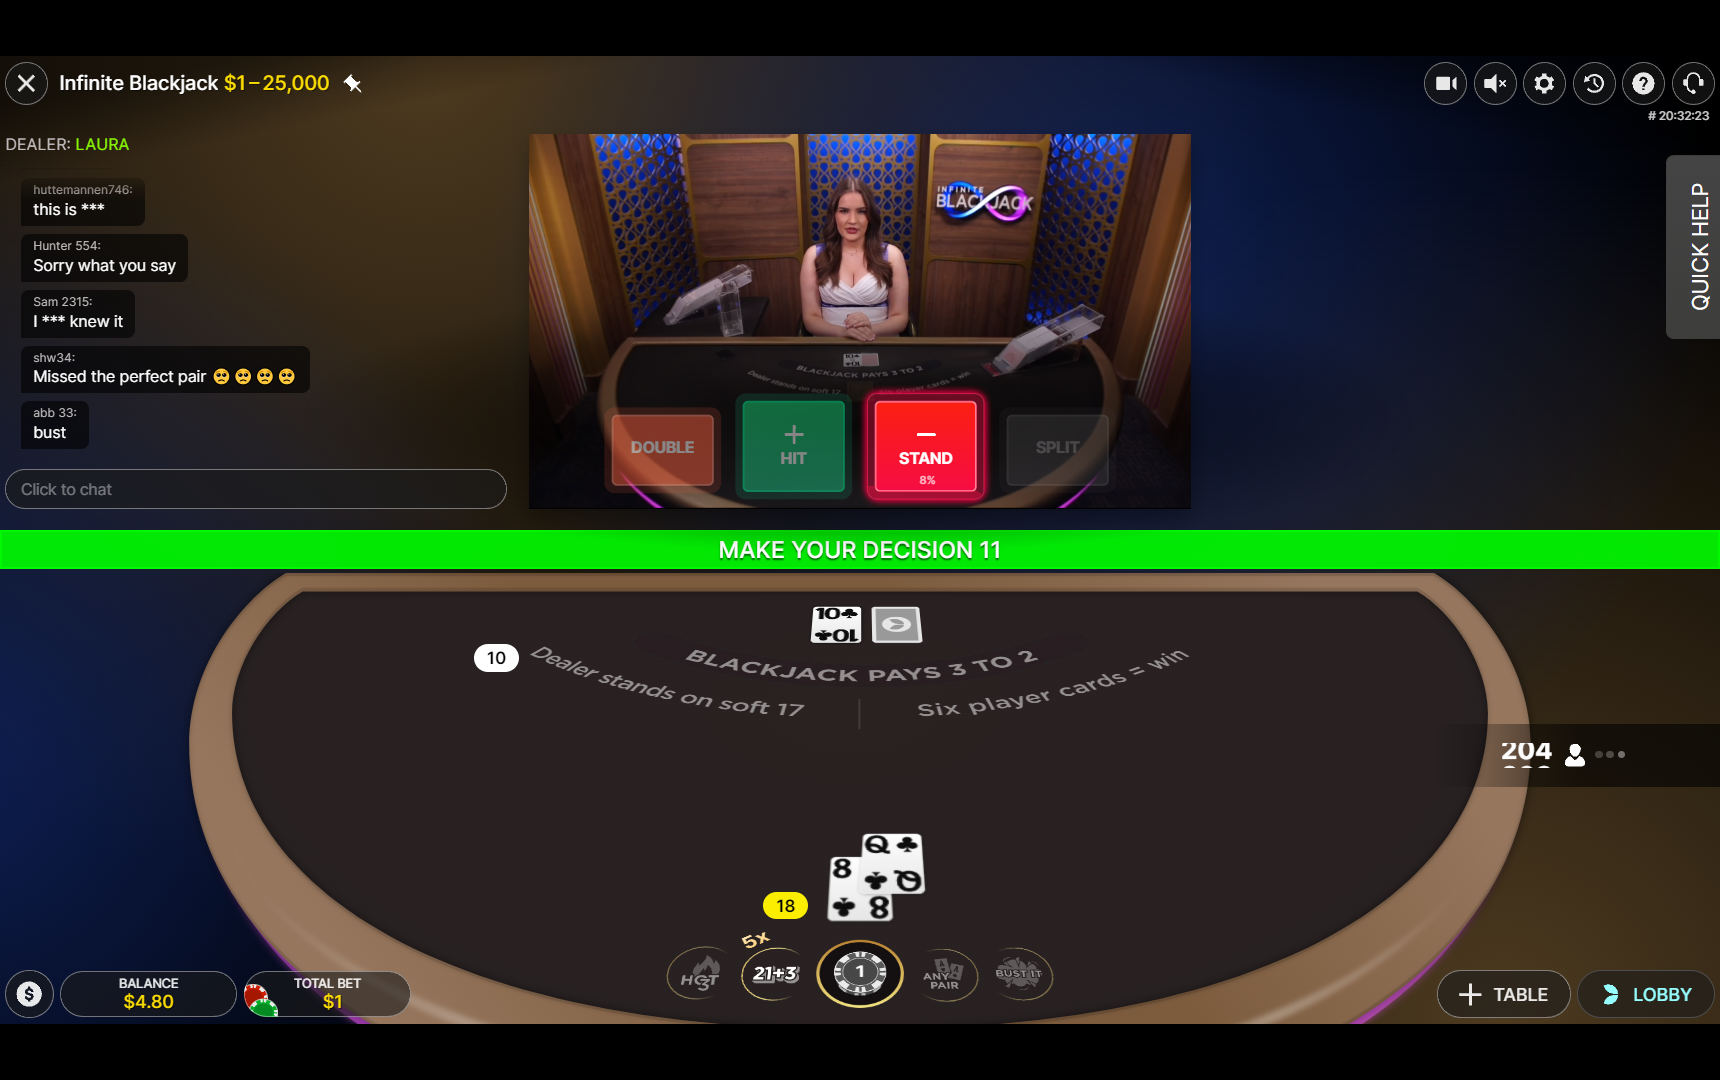 Infinite Blackjack $1–25,000
# 20:32:23
DEALER: LAURA
huttemannen746:
this is ***
Hunter 554:
Sorry what you say
Sam 2315:
I *** knew it
shw34:
Missed the perfect pair 🥺 🥺 🥺 🥺
abb 33:
bust
Click to chat
QUICK HELP
INFINITE
BLACKJACK
BLACKJACK PAYS 3 TO 2
Dealer stands on soft 17
DOUBLE
HIT
STAND
8%
SPLIT
MAKE YOUR DECISION 11
10
10
10
BLACKJACK PAYS 3 TO 2
Dealer stands on soft 17
Six player cards = win
204
Q
Q
8
8
18
5x
HOT
3
21+3
1
ANY
PAIR
BUST IT
$
BALANCE
$4.80
TOTAL BET
$1
TABLE
LOBBY